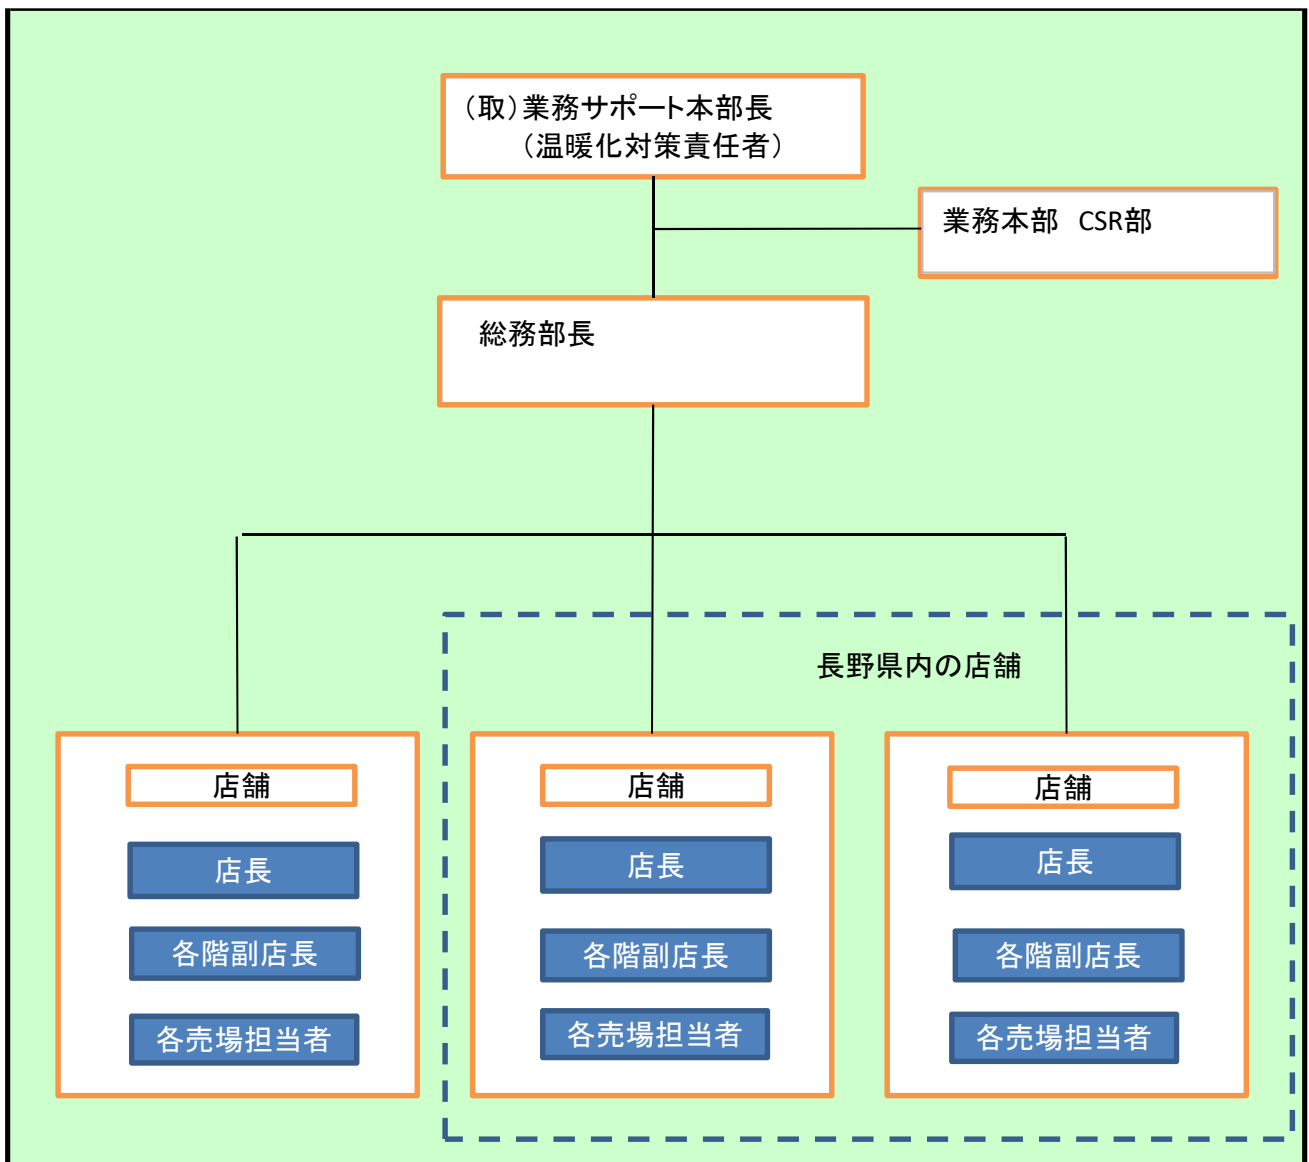 （取）業務サポート本部長
（温暖化対策責任者）
業務本部　CSR部
総務部長
長野県内の店舗
店舗
店長
各階副店長
各売場担当者
店舗
店長
各階副店長
各売場担当者
店舗
店長
各階副店長
各売場担当者